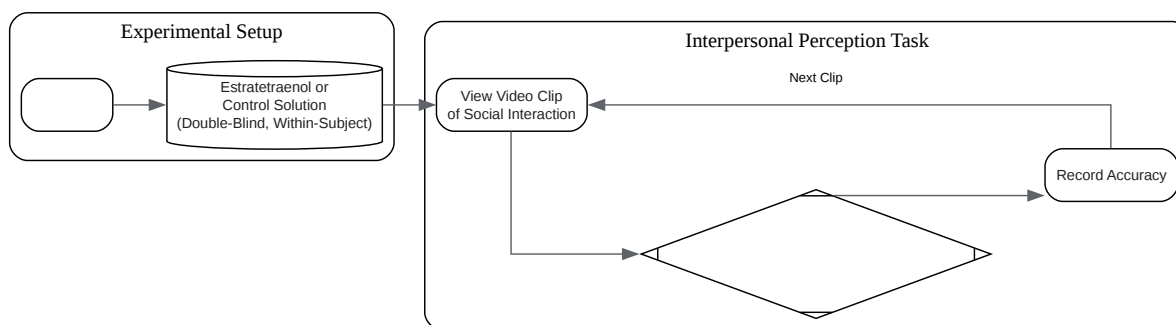 Experimental Setup
Estratetraenol or
Control Solution
(Double-Blind, Within-Subject)
Interpersonal Perception Task
Next Clip
View Video Clip
of Social Interaction
Record Accuracy